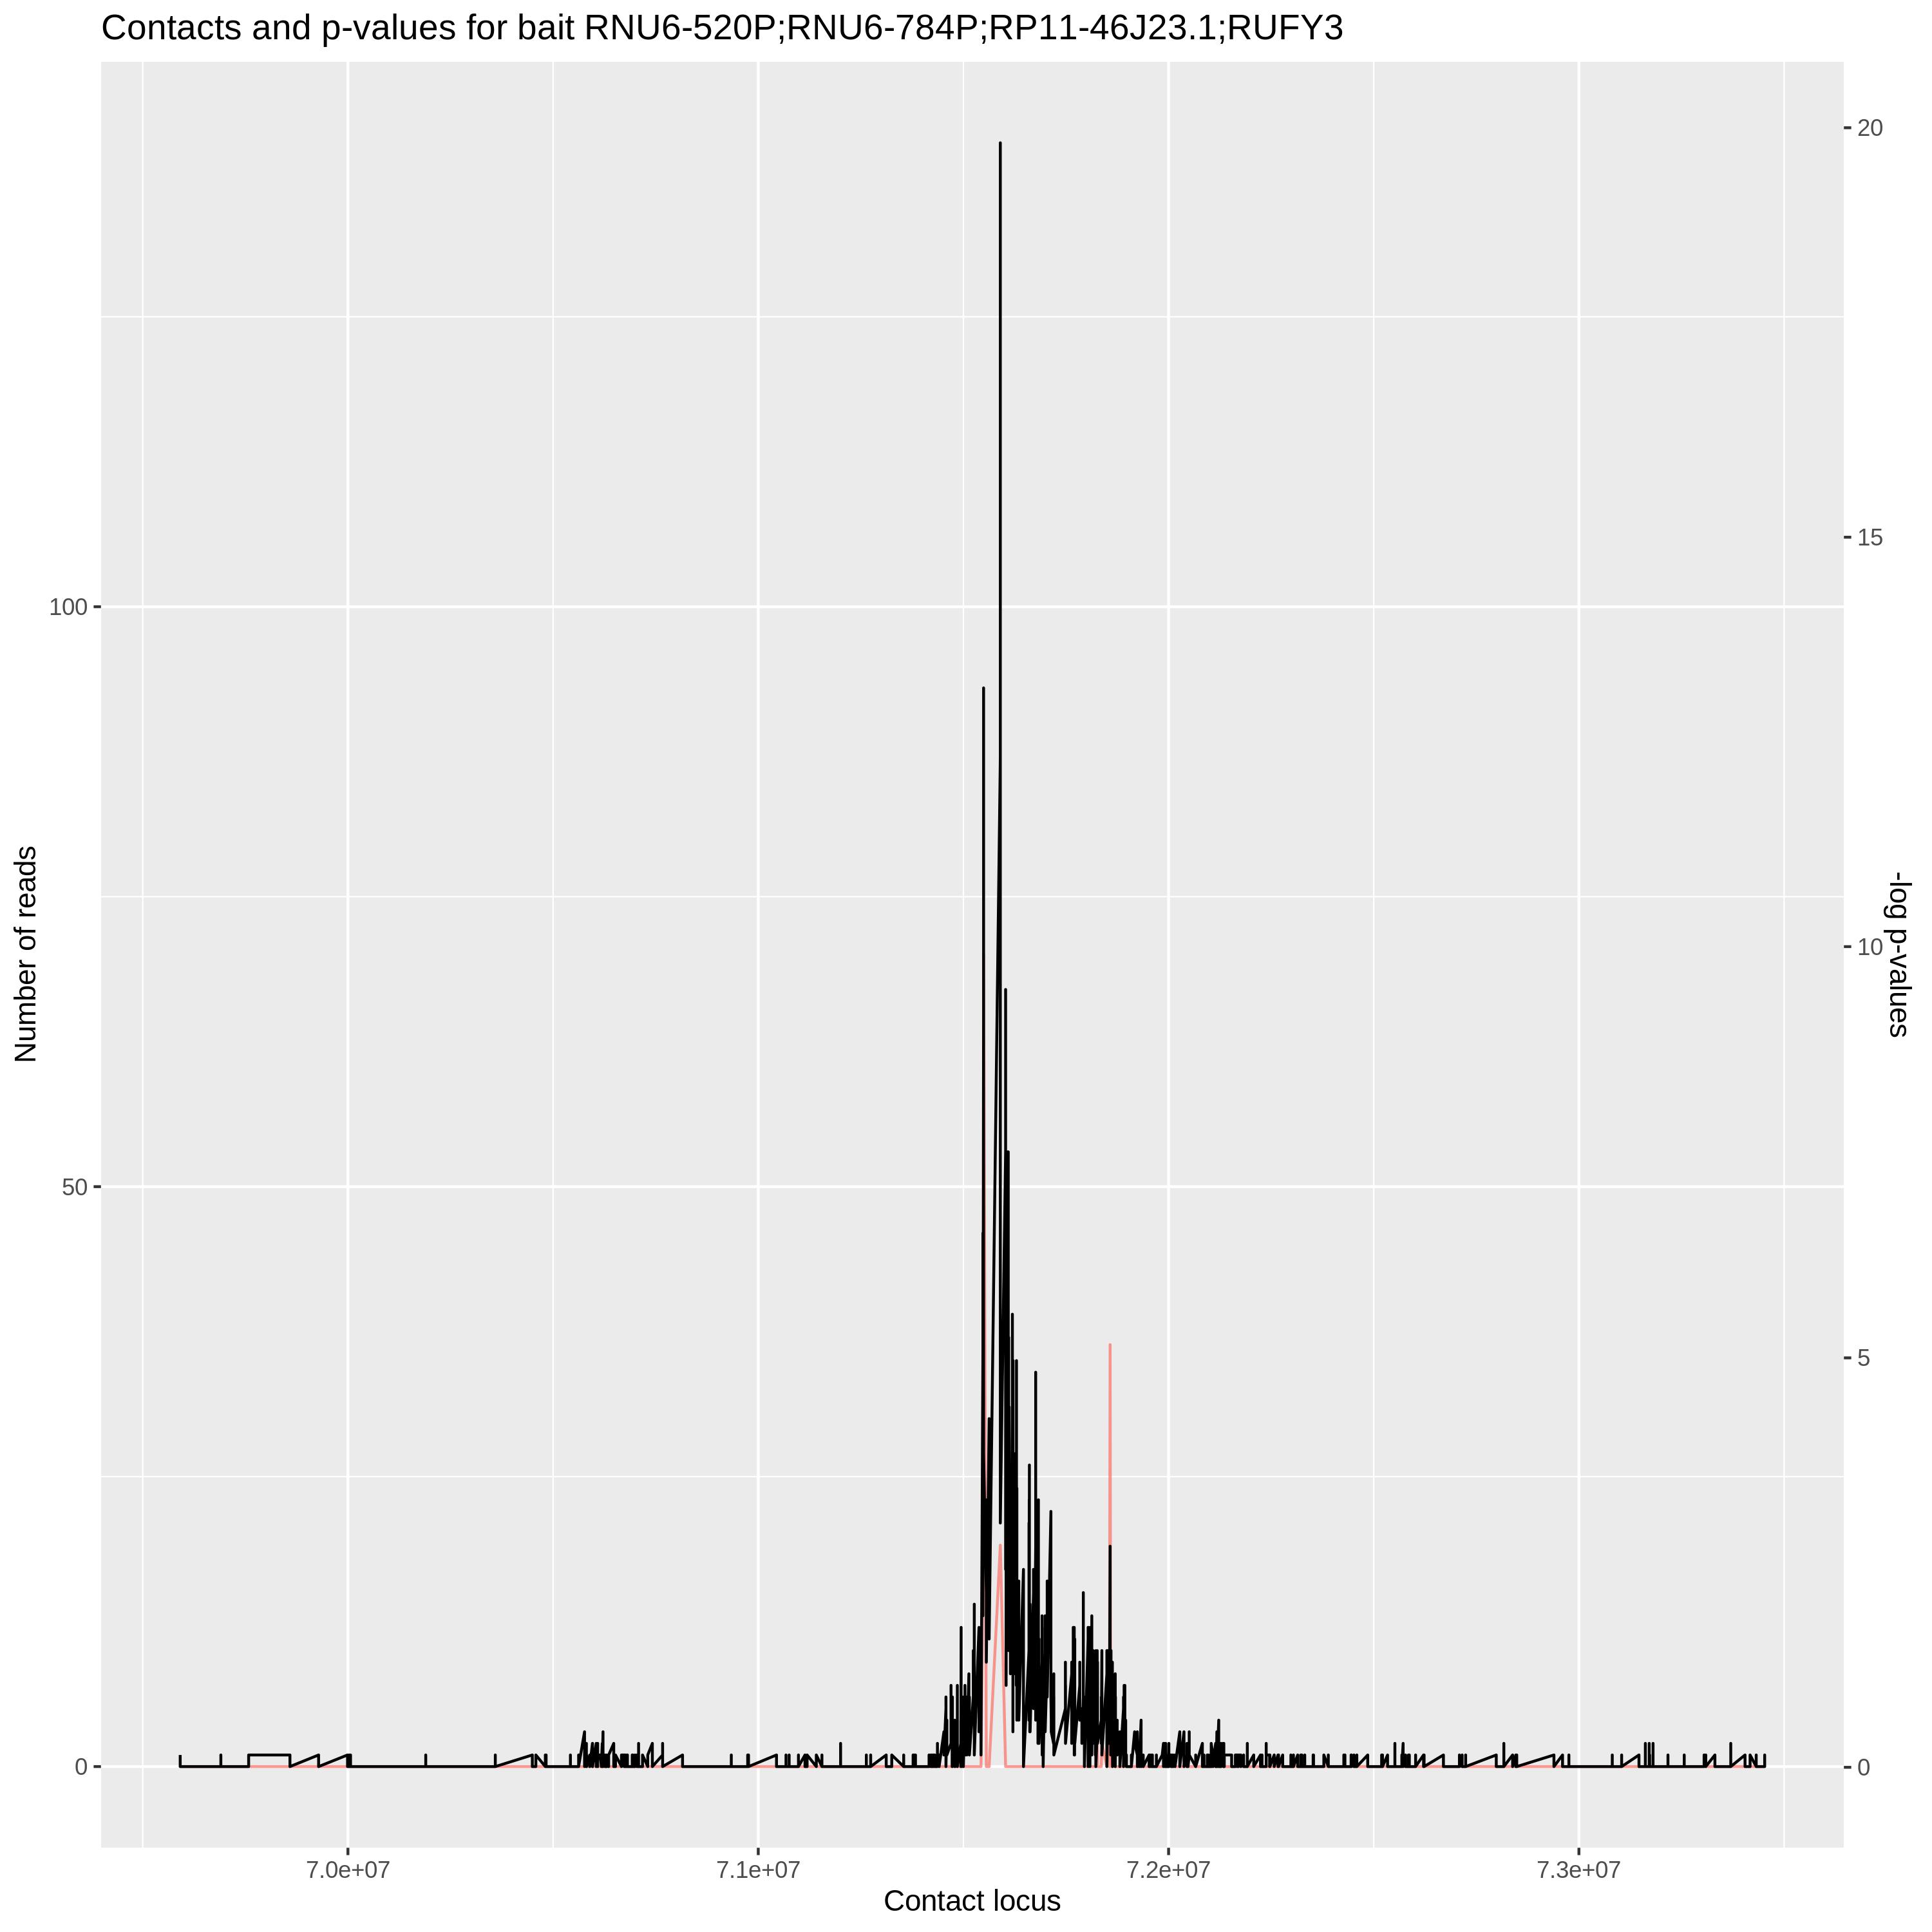 Contacts and p-values for bait RNU6-520P;RNU6-784P;RP11-46J23.1;RUFY3
Number of reads
100
50
0
20
15
10
5
0
-log p-values
7.0e+07
7.1e+07
7.2e+07
7.3e+07
Contact locus